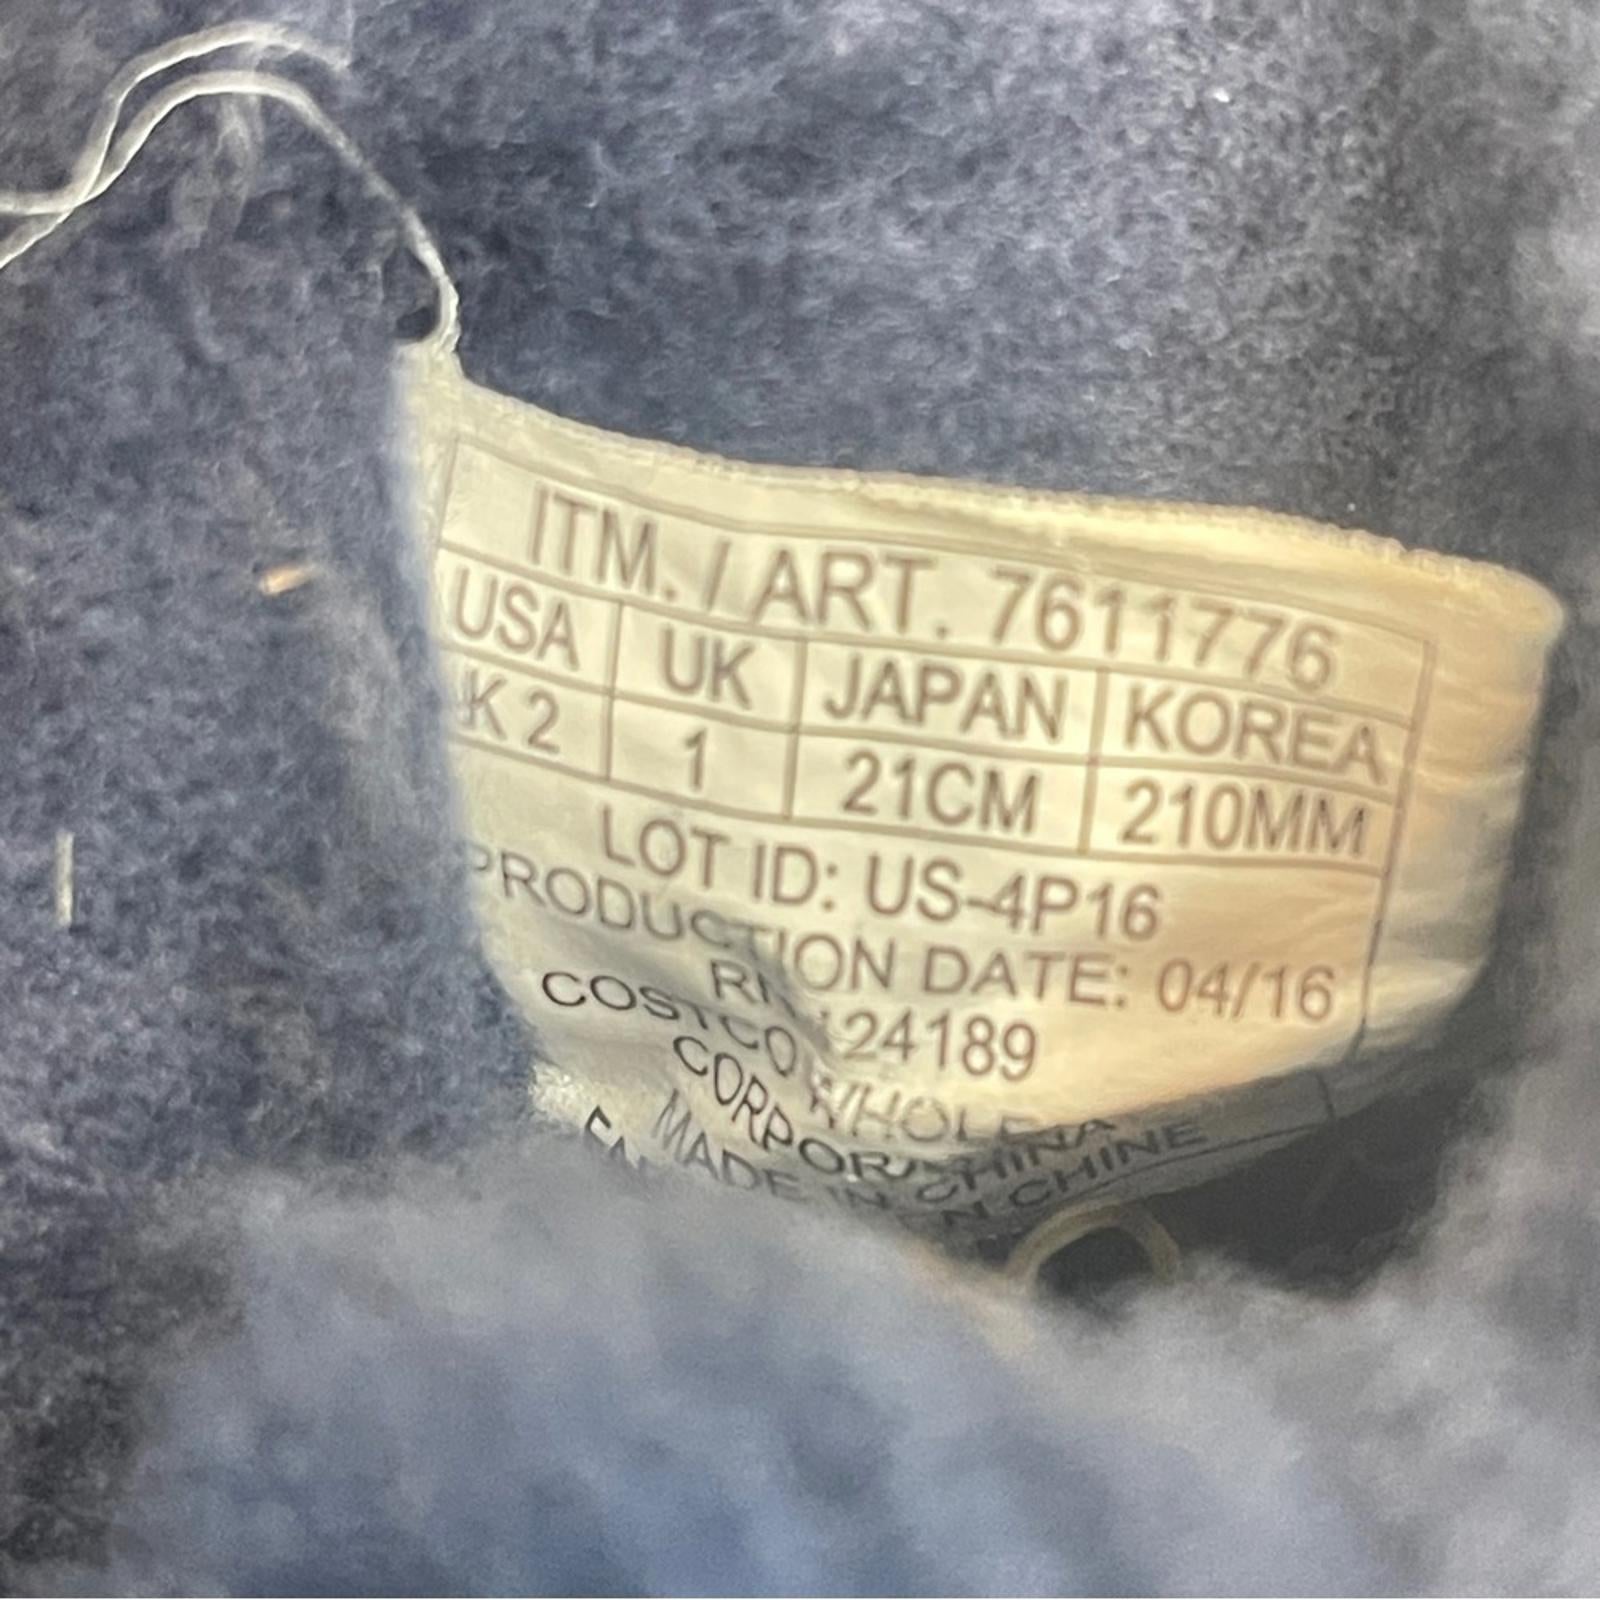 ITM. / ART. 7611776
USA UK JAPAN KOREA
K 2 1 21CM 210MM
LOT ID: US-4P16
PRODUCTION DATE: 04/16
24189
COSTCO
MADE IN CHINA
CHINE